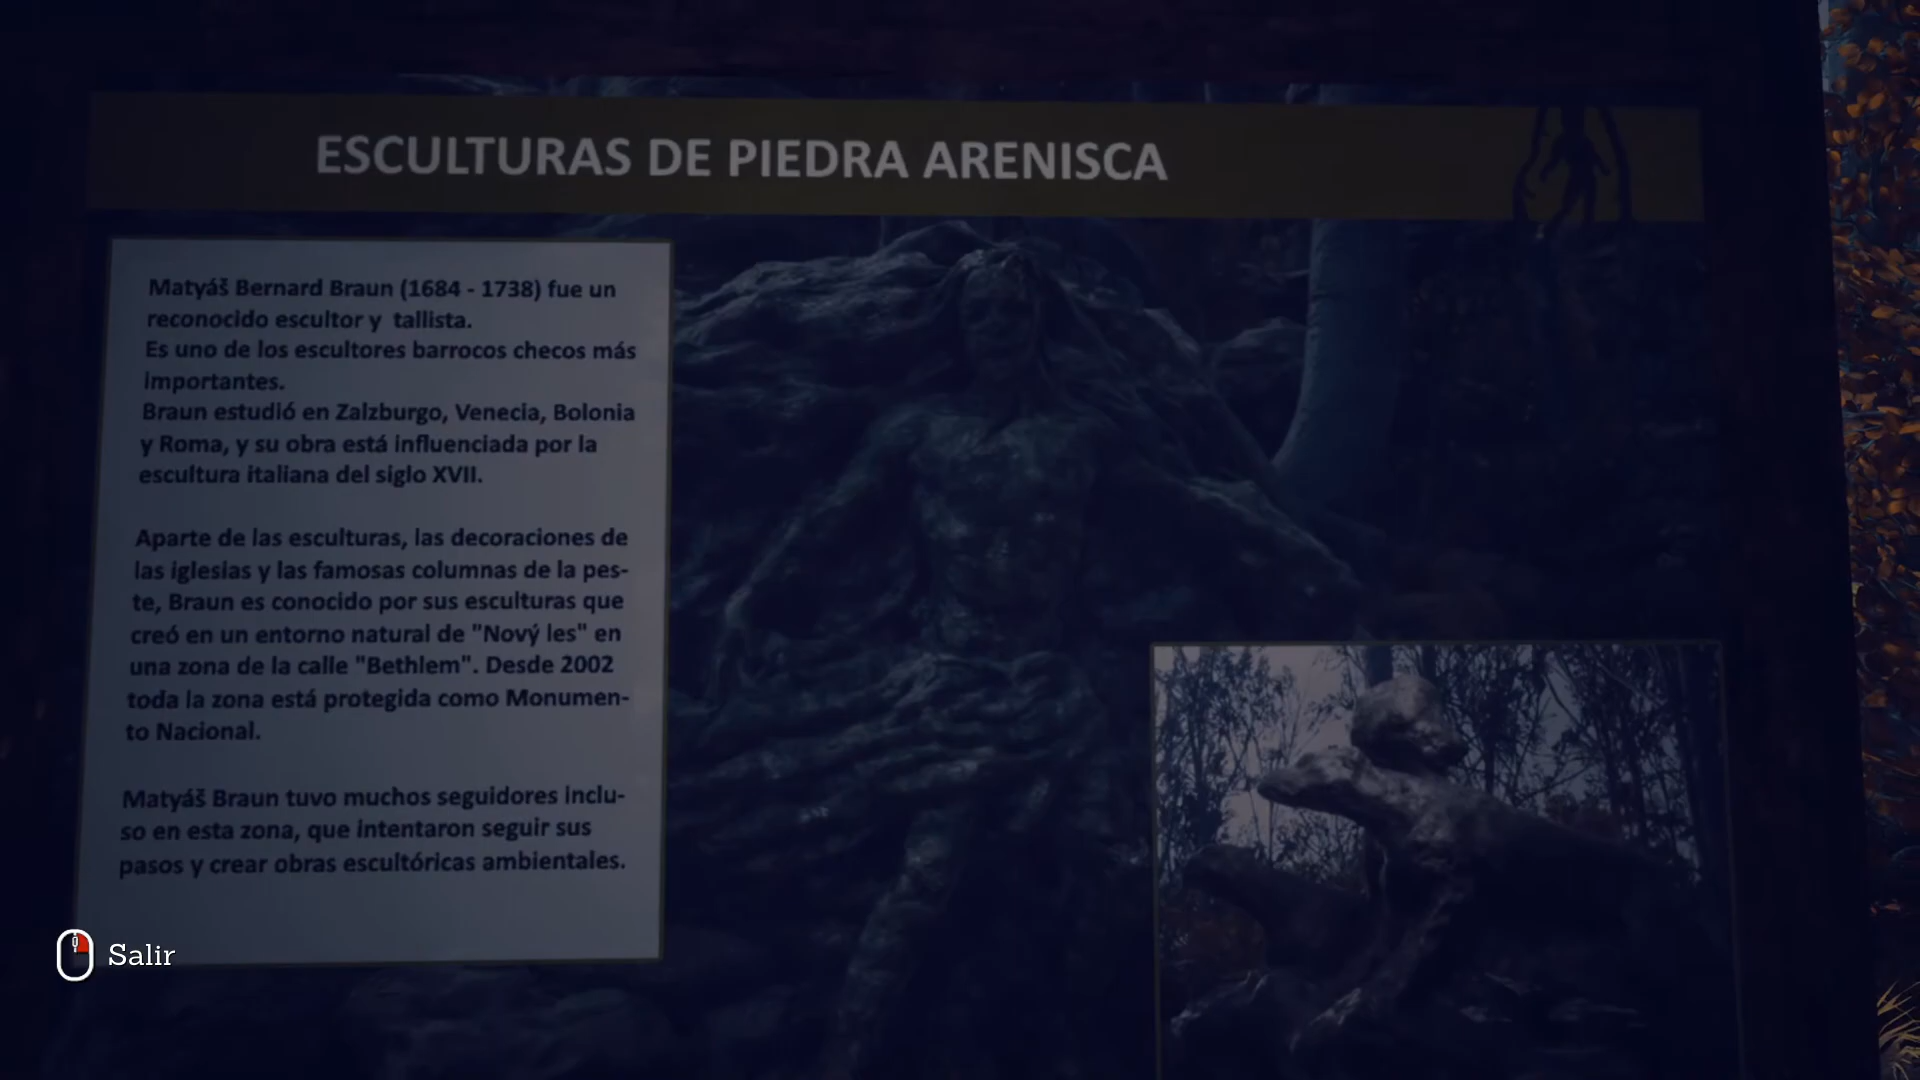 ESCULTURAS DE PIEDRA ARENISCA
Matyáš Bernard Braun (1684 - 1738) fue un
reconocido escultor y tallista.
Es uno de los escultores barrocos checos más
importantes.
Braun estudió en Zalzburgo, Venecia, Bolonia
y Roma, y su obra está influenciada por la
escultura italiana del siglo XVII.
Aparte de las esculturas, las decoraciones de
las iglesias y las famosas columnas de la pes-
te, Braun es conocido por sus esculturas que
creó en un entorno natural de "Nový les" en
una zona de la calle "Bethlem". Desde 2002
toda la zona está protegida como Monumen-
to Nacional.
Matyáš Braun tuvo muchos seguidores inclu-
so en esta zona, que intentaron seguir sus
pasos y crear obras escultóricas ambientales.
Salir